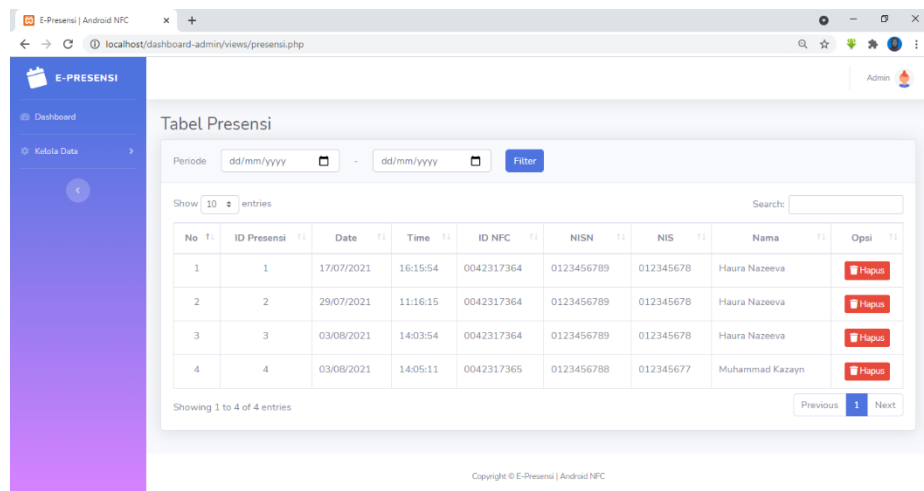 E-Presensi | Android NFC
localhost/dashboard-admin/views/presensi.php
E-PRESENSI
Admin
Dashboard
Kelola Data
Tabel Presensi
Periode dd/mm/yyyy - dd/mm/yyyy Filter
Show 10 entries Search:
No ID Presensi Date Time ID NFC NISN NIS Nama Opsi
1 1 17/07/2021 16:15:54 0042317364 0123456789 012345678 Haura Nazeeva Hapus
2 2 29/07/2021 11:16:15 0042317364 0123456789 012345678 Haura Nazeeva Hapus
3 3 03/08/2021 14:03:54 0042317364 0123456789 012345678 Haura Nazeeva Hapus
4 4 03/08/2021 14:05:11 0042317365 0123456788 012345677 Muhammad Kazayn Hapus
Showing 1 to 4 of 4 entries Previous 1 Next
Copyright © E-Presensi | Android NFC